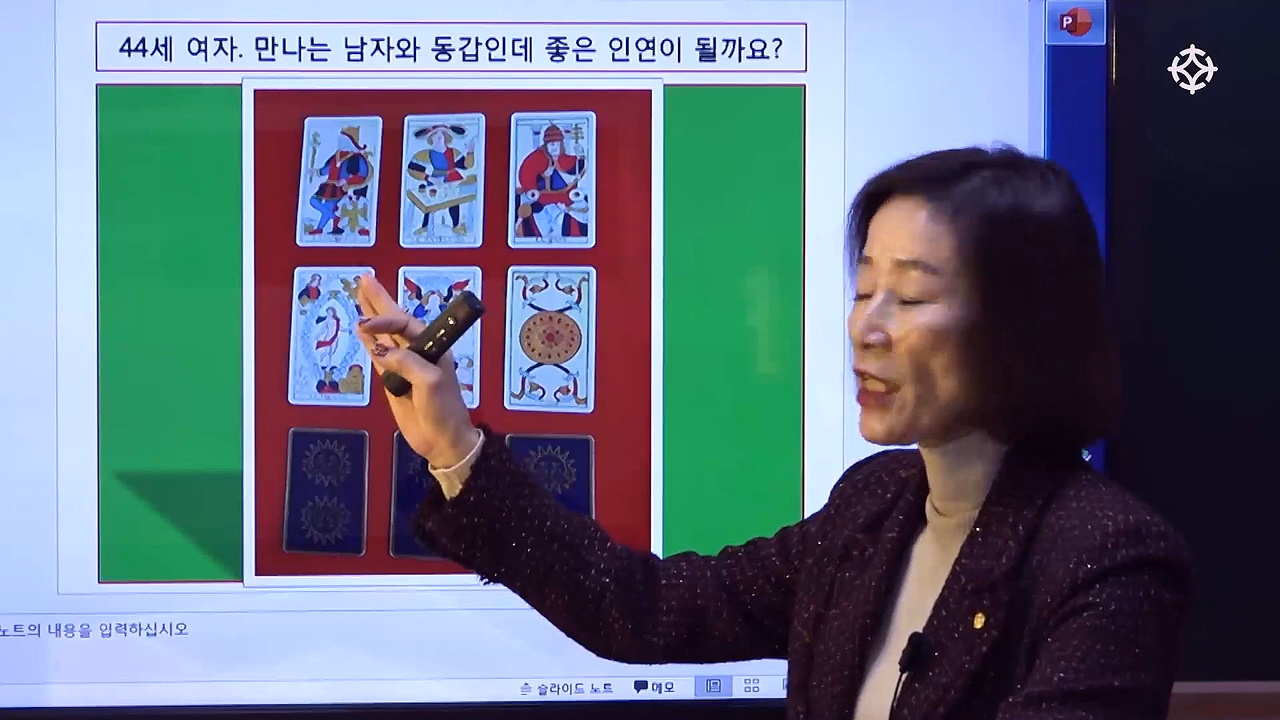 44세 여자. 만나는 남자와 동갑인데 좋은 인연이 될까요?
P
노트의 내용을 입력하십시오
슬라이드 노트 메모